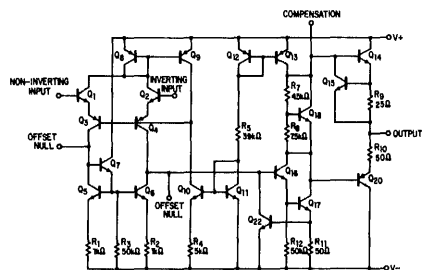 COMPENSATION
V+
Q8
Q9
Q12
Q13
Q14
NON-INVERTING INPUT
INVERTING INPUT
Q15
R7
4.5kΩ
R9
25Ω
Q1
Q2
Q18
Q3
Q4
R5
39kΩ
R8
7.5kΩ
OUTPUT
OFFSET NULL
R10
50Ω
Q7
Q16
Q20
Q5
Q6
Q10
Q11
OFFSET NULL
Q22
Q17
R1
1kΩ
R3
50kΩ
R2
1kΩ
R4
5kΩ
R12
50kΩ
R11
50Ω
V-